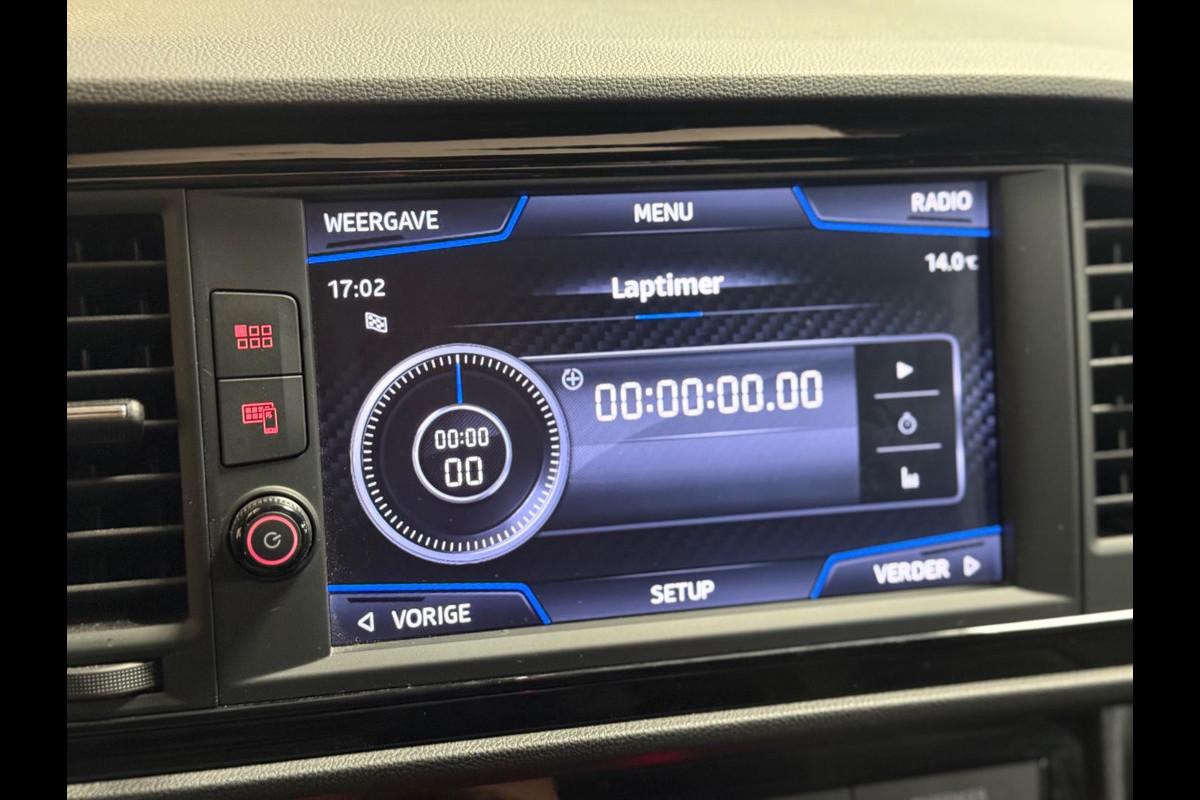 WEERGAVE MENU RADIO
17:02 Laptimer 14.0°C
00:00:00.00
00:00
00
VORIGE SETUP VERDER